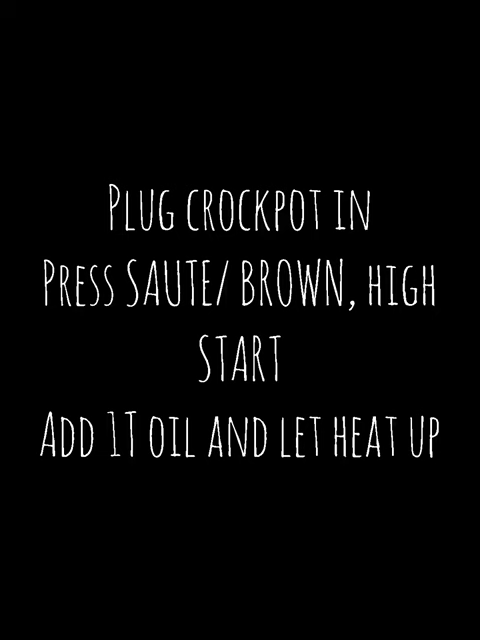 Plug crockpot in
Press SAUTE/ BROWN, high
START
Add 1T oil and let heat up